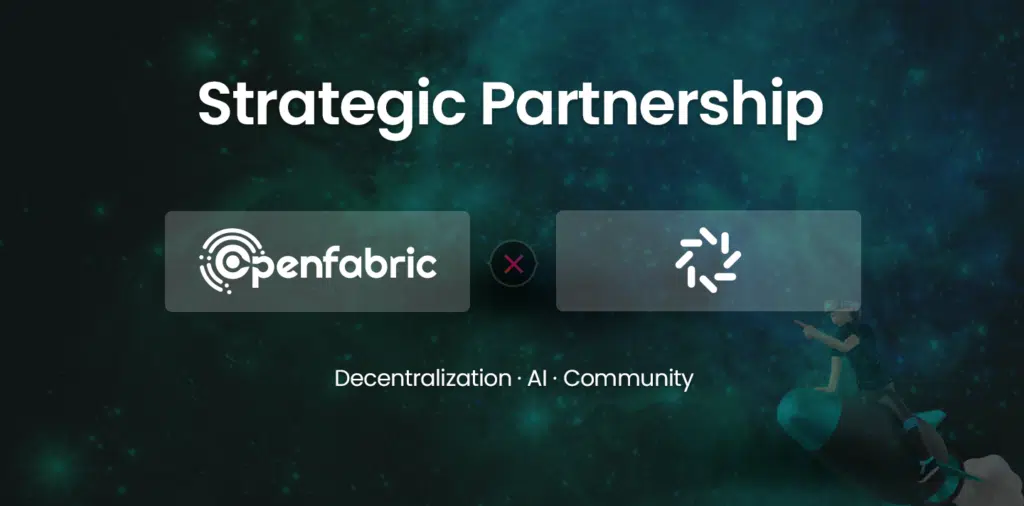 Strategic Partnership
Openfabric
Decentralization · AI · Community